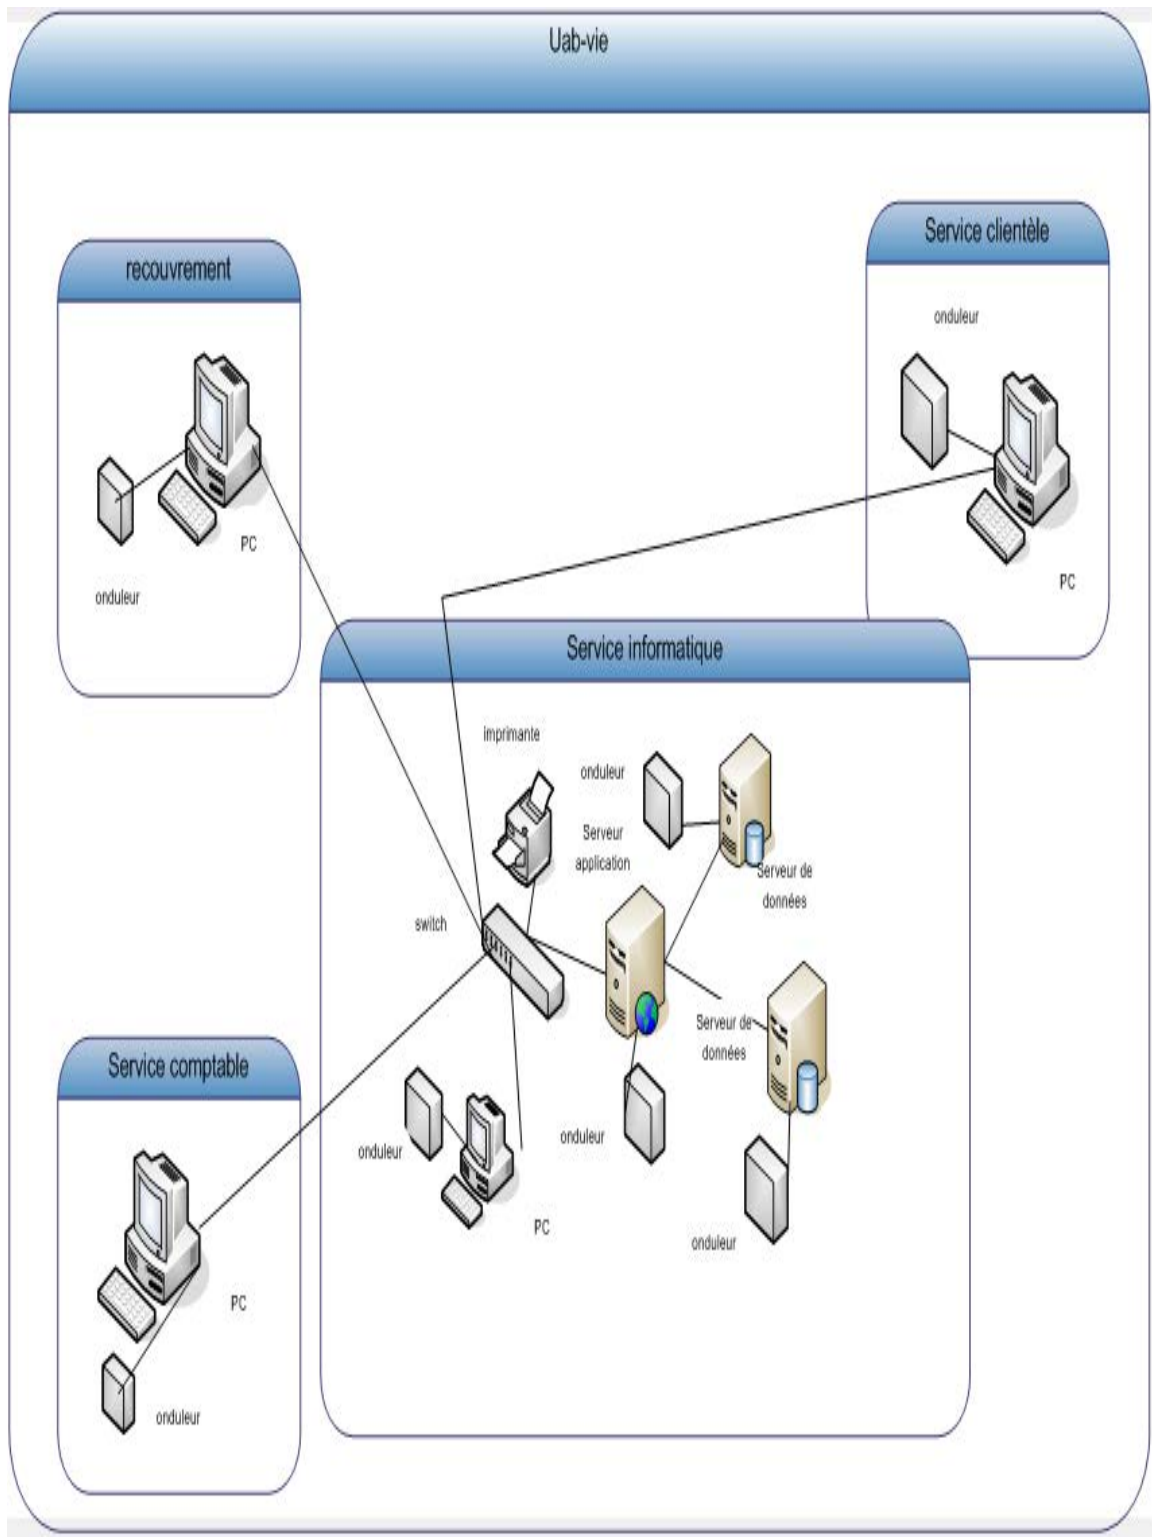 Uab-vie
recouvrement
PC
onduleur
Service clientèle
onduleur
PC
Service informatique
imprimante
onduleur
Serveur
application
Serveur de
données
switch
Serveur de
données
onduleur
onduleur
PC
onduleur
Service comptable
PC
onduleur